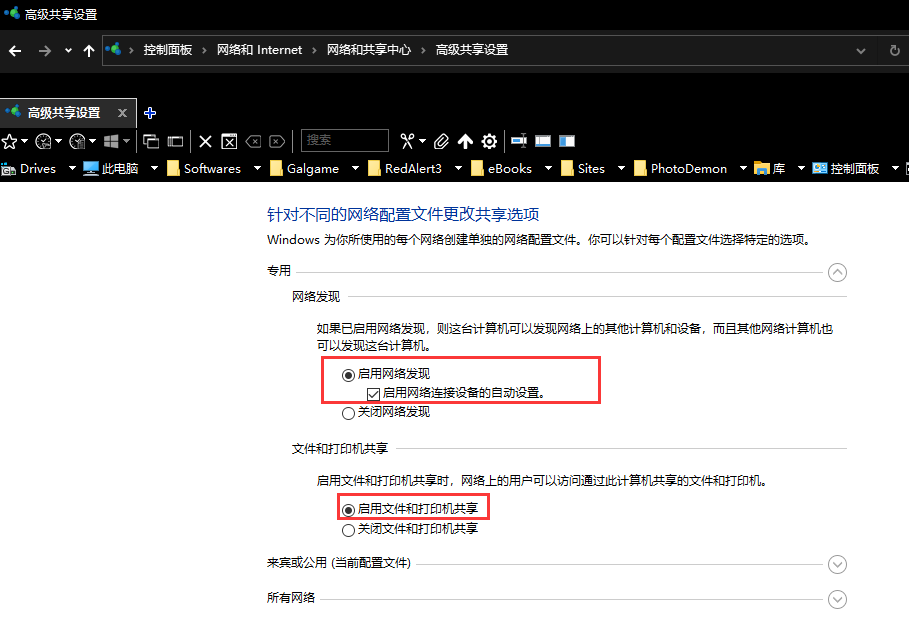 高级共享设置
控制面板 › 网络和 Internet › 网络和共享中心 › 高级共享设置
高级共享设置
搜索
Drives 此电脑 Softwares Galgame RedAlert3 eBooks Sites PhotoDemon 库 控制面板
针对不同的网络配置文件更改共享选项
Windows 为你所使用的每个网络创建单独的网络配置文件。你可以针对每个配置文件选择特定的选项。
专用
网络发现
如果已启用网络发现，则这台计算机可以发现网络上的其他计算机和设备，而且其他网络计算机也
可以发现这台计算机。
启用网络发现
启用网络连接设备的自动设置。
关闭网络发现
文件和打印机共享
启用文件和打印机共享时，网络上的用户可以访问通过此计算机共享的文件和打印机。
启用文件和打印机共享
关闭文件和打印机共享
来宾或公用 (当前配置文件)
所有网络